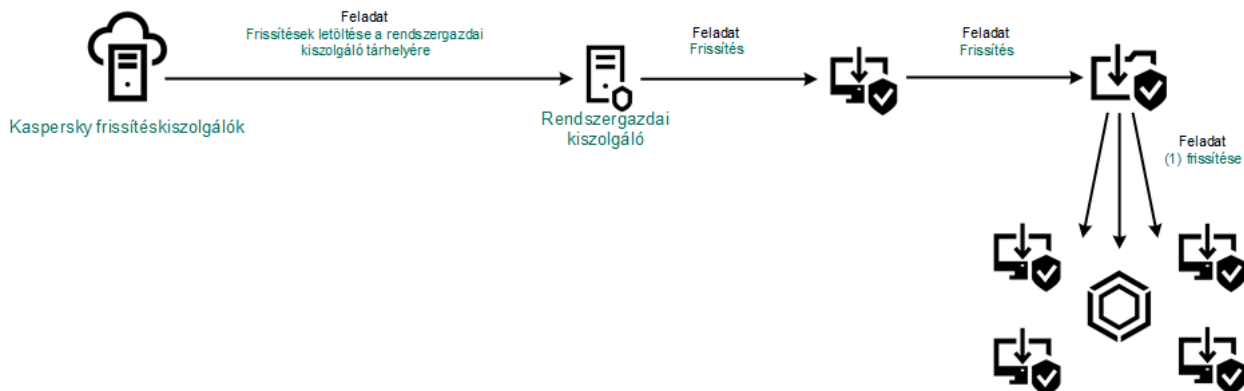 Feladat
Frissítések letöltése a rendszergazdai
kiszolgáló tárhelyére
Feladat
Frissítés
Feladat
Frissítés
Kaspersky frissítéskiszolgálók
Rendszergazdai
kiszolgáló
Feladat
(1) frissítése